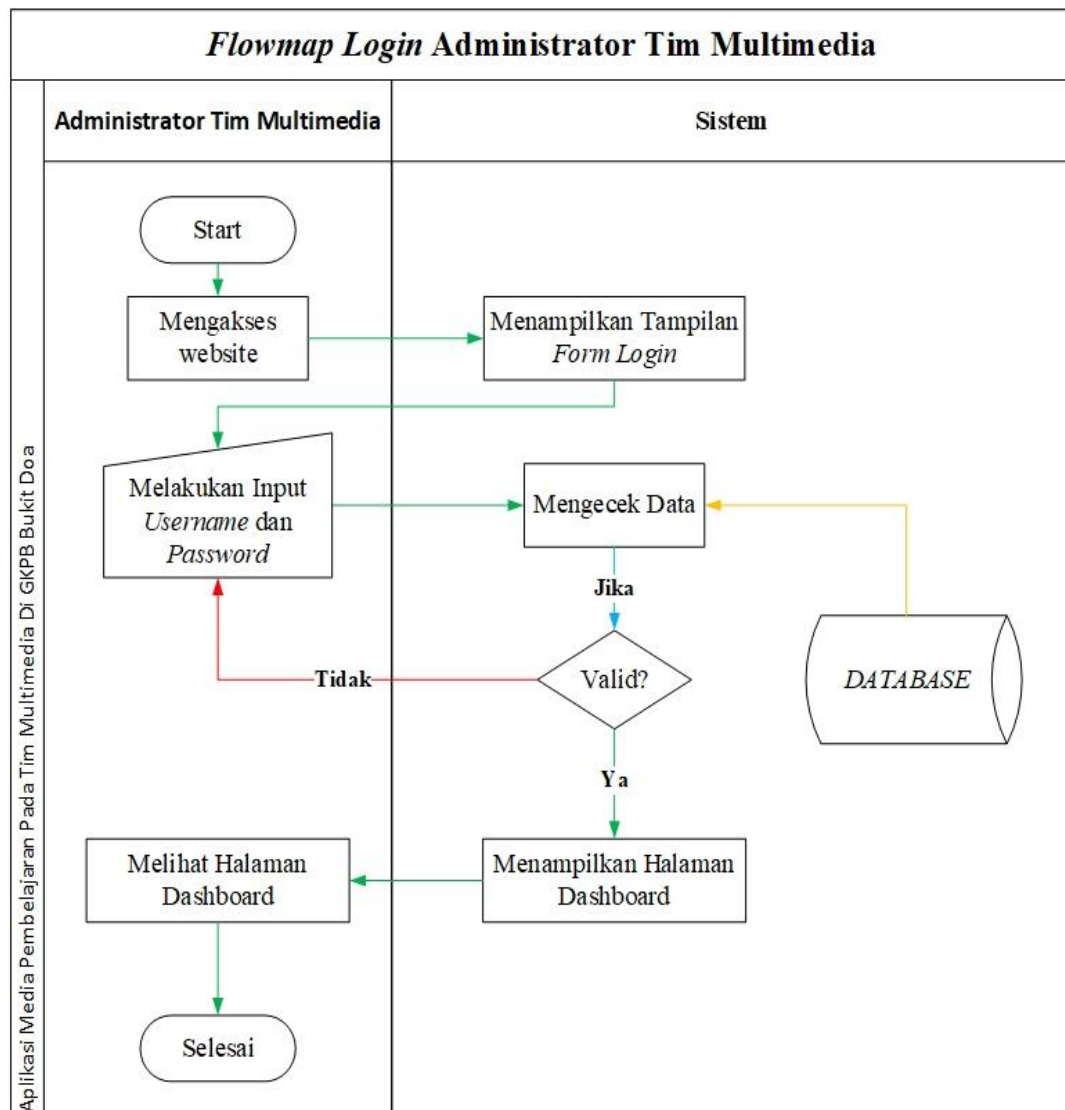 Flowmap Login Administrator Tim Multimedia
Administrator Tim Multimedia
Sistem
Aplikasi Media Pembelajaran Pada Tim Multimedia Di GKPB Bukit Doa
Start
Mengakses
website
Menampilkan Tampilan
Form Login
Melakukan Input
Username dan
Password
Mengecek Data
Jika
Valid?
Tidak
DATABASE
Ya
Melihat Halaman
Dashboard
Menampilkan Halaman
Dashboard
Selesai